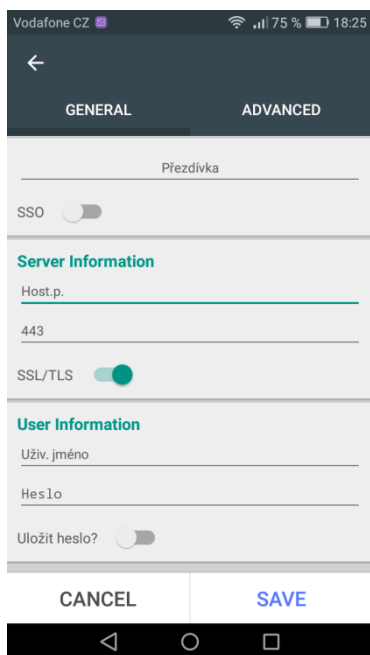 Vodafone CZ 75 % 18:25
GENERAL ADVANCED
Přezdívka
SSO
Server Information
Host.p.
443
SSL/TLS
User Information
Uživ. jméno
Heslo
Uložit heslo?
CANCEL SAVE